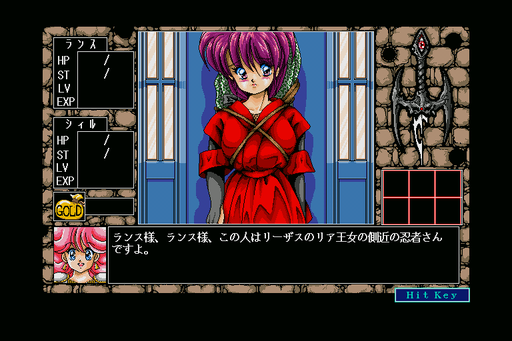 ランス
HP /
ST /
LV
EXP
シィル
HP /
ST /
LV
EXP
GOLD
ランス様、ランス様、この人はリーザスのリア王女の側近の忍者さん
ですよ。
Hit Key